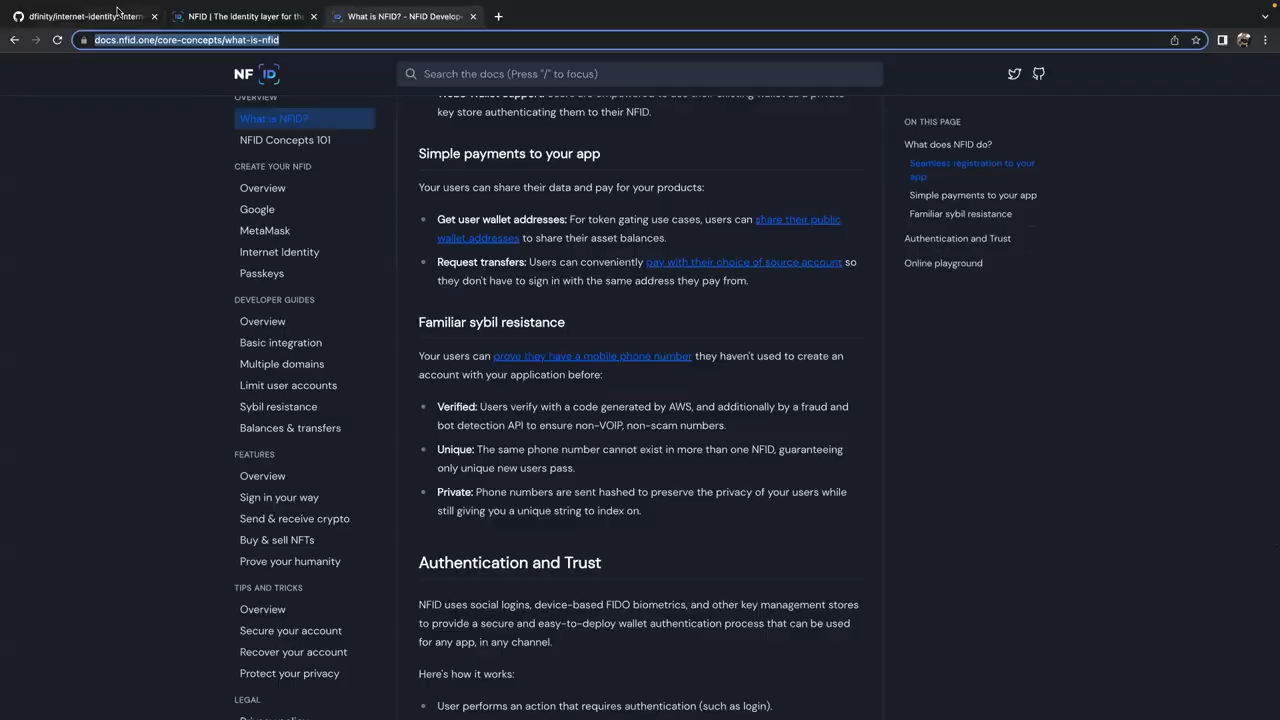 dfinity/internet-identity: Intern
NFID | The identity layer for th
What is NFID? - NFID Develop
docs.nfid.one/core-concepts/what-is-nfid
NF ID
Search the docs (Press "/" to focus)
OVERVIEW
What is NFID?
NFID Concepts 101
CREATE YOUR NFID
Overview
Google
MetaMask
Internet Identity
Passkeys
DEVELOPER GUIDES
Overview
Basic integration
Multiple domains
Limit user accounts
Sybil resistance
Balances & transfers
FEATURES
Overview
Sign in your way
Send & receive crypto
Buy & sell NFTs
Prove your humanity
TIPS AND TRICKS
Overview
Secure your account
Recover your account
Protect your privacy
LEGAL
key store authenticating them to their NFID.
Simple payments to your app
Your users can share their data and pay for your products:
Get user wallet addresses: For token gating use cases, users can share their public
wallet addresses to share their asset balances.
Request transfers: Users can conveniently pay with their choice of source account so
they don't have to sign in with the same address they pay from.
Familiar sybil resistance
Your users can prove they have a mobile phone number they haven't used to create an
account with your application before:
Verified: Users verify with a code generated by AWS, and additionally by a fraud and
bot detection API to ensure non-VOIP, non-scam numbers.
Unique: The same phone number cannot exist in more than one NFID, guaranteeing
only unique new users pass.
Private: Phone numbers are sent hashed to preserve the privacy of your users while
still giving you a unique string to index on.
Authentication and Trust
NFID uses social logins, device-based FIDO biometrics, and other key management stores
to provide a secure and easy-to-deploy wallet authentication process that can be used
for any app, in any channel.
Here's how it works:
User performs an action that requires authentication (such as login).
ON THIS PAGE
What does NFID do?
Seamless registration to your
app
Simple payments to your app
Familiar sybil resistance
Authentication and Trust
Online playground